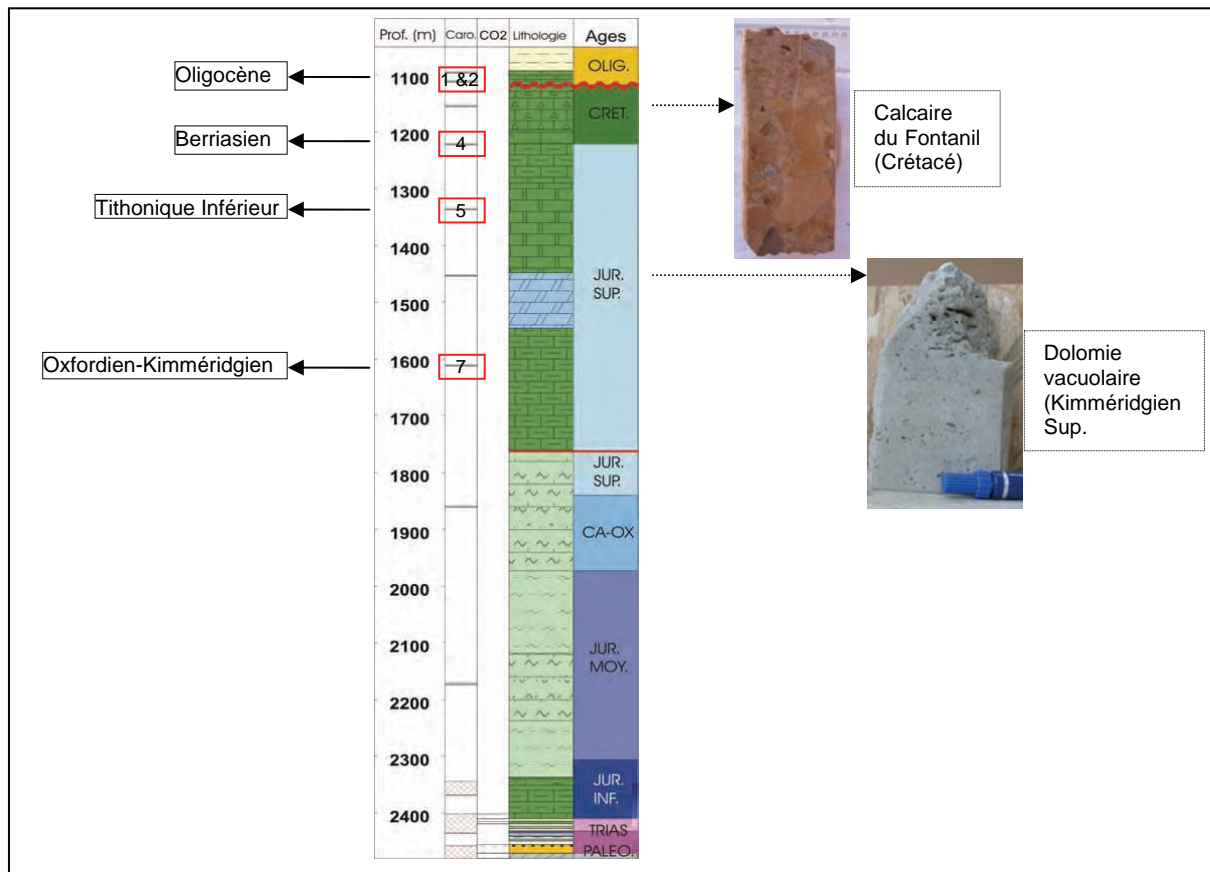 Prof. (m) Caro. CO2 Lithologie Ages
Oligocène
1100
1 &2
OLIG.
CRET.
Calcaire
du Fontanil
(Crétacé)
Berriasien
1200
4
1300
Tithonique Inférieur
5
1400
JUR.
SUP.
1500
Oxfordien-Kimméridgien
1600
7
Dolomie
vacuolaire
(Kimméridgien
Sup.
1700
1800
JUR.
SUP.
1900
CA-OX
2000
2100
JUR.
MOY.
2200
2300
JUR.
INF.
2400
TRIAS
PALEO.